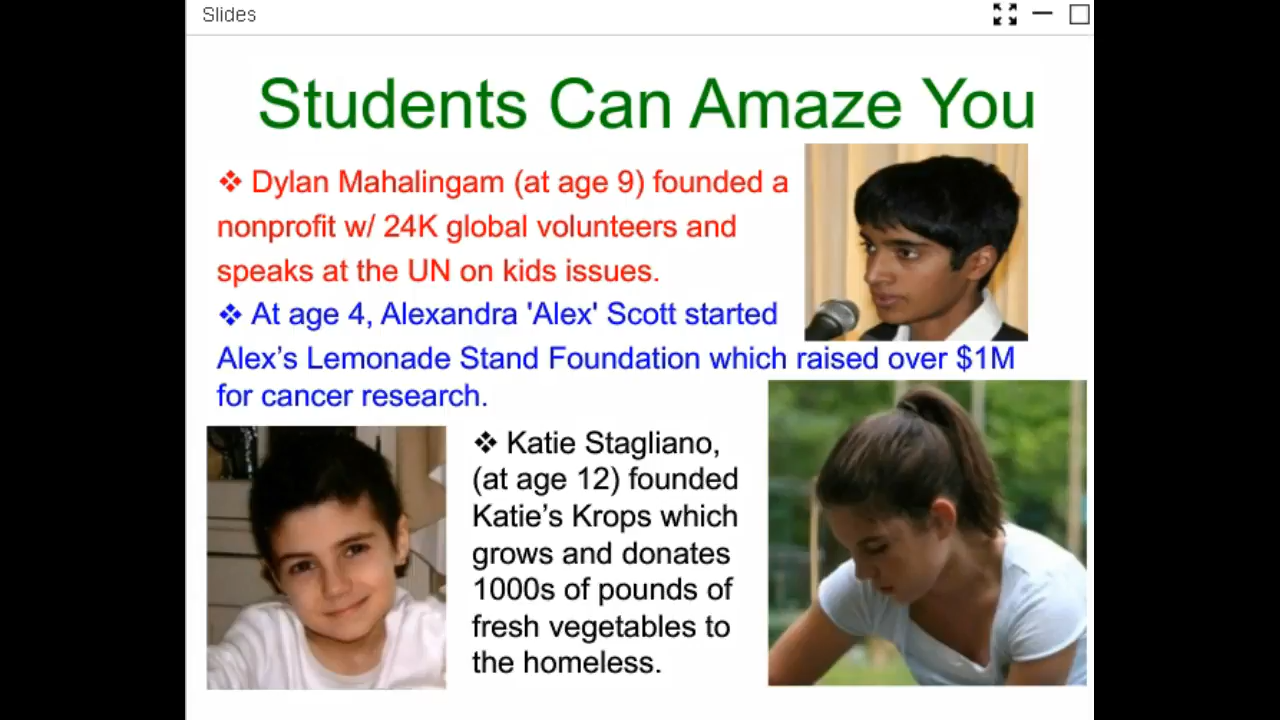 Slides
Students Can Amaze You
❖ Dylan Mahalingam (at age 9) founded a
nonprofit w/ 24K global volunteers and
speaks at the UN on kids issues.
❖ At age 4, Alexandra 'Alex' Scott started
Alex’s Lemonade Stand Foundation which raised over $1M
for cancer research.
❖ Katie Stagliano,
(at age 12) founded
Katie’s Krops which
grows and donates
1000s of pounds of
fresh vegetables to
the homeless.